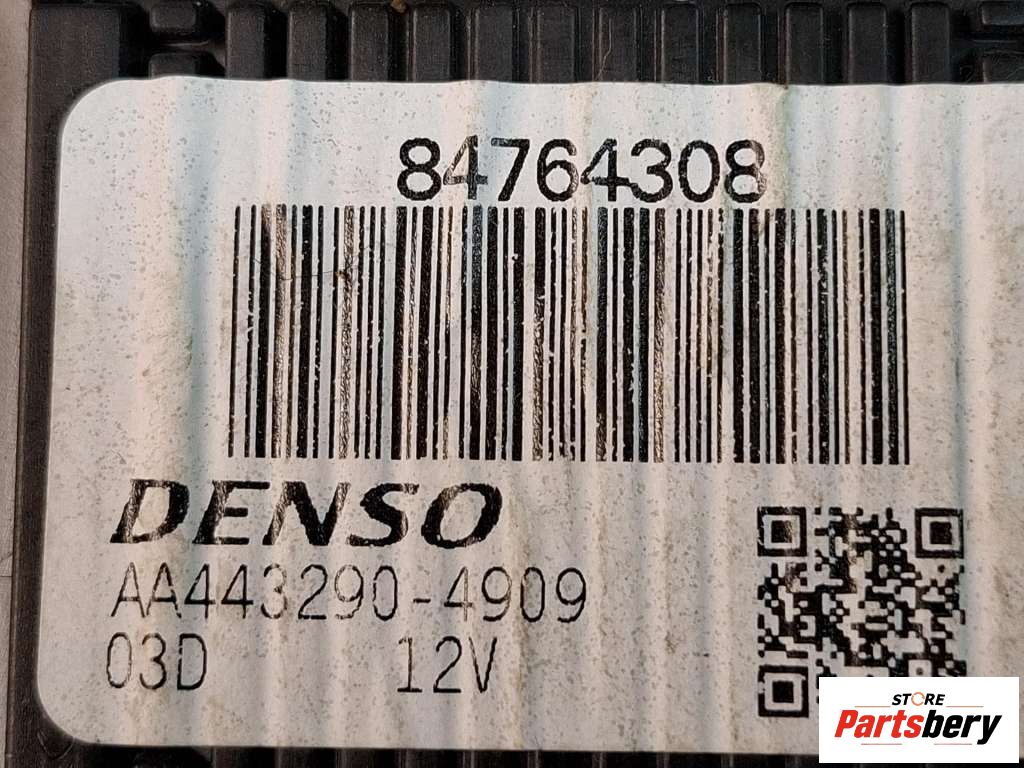 84764308
DENSO
AA443290-4909
03D 12V
STORE
Partsbery